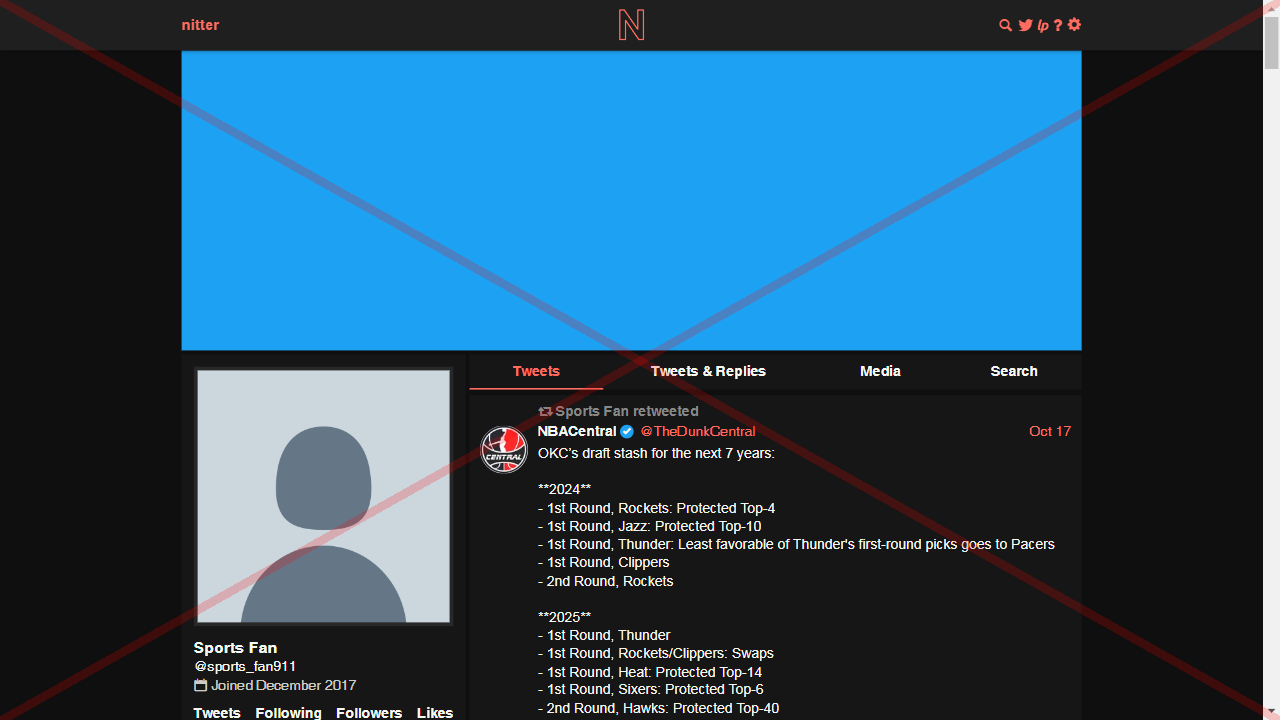 nitter
N
lp ?
Tweets
Tweets & Replies
Media
Search
Sports Fan retweeted
NBACentral @TheDunkCentral Oct 17
CENTRAL
OKC's draft stash for the next 7 years:
**2024**
- 1st Round, Rockets: Protected Top-4
- 1st Round, Jazz: Protected Top-10
- 1st Round, Thunder: Least favorable of Thunder's first-round picks goes to Pacers
- 1st Round, Clippers
- 2nd Round, Rockets
**2025**
- 1st Round, Thunder
- 1st Round, Rockets/Clippers: Swaps
- 1st Round, Heat: Protected Top-14
- 1st Round, Sixers: Protected Top-6
- 2nd Round, Hawks: Protected Top-40
Sports Fan
@sports_fan911
Joined December 2017
Tweets Following Followers Likes